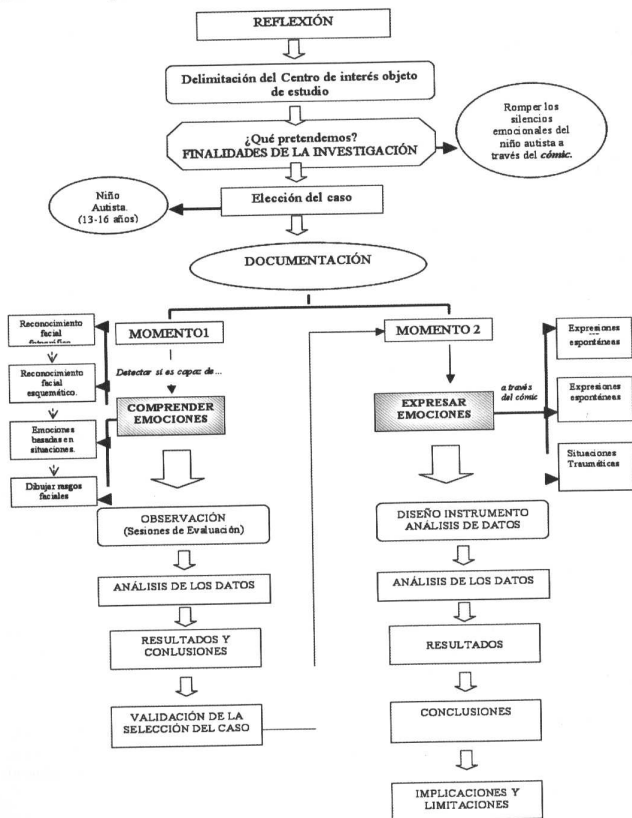 REFLEXIÓN
Delimitación del Centro de interés objeto
de estudio
¿Qué pretendemos?
FINALIDADES DE LA INVESTIGACIÓN
Romper los
silencios
emocionales del
niño autista a
través del cómic.
Niño
Autista.
(13-16 años)
Elección del caso
DOCUMENTACIÓN
MOMENTO1
Detectar si es capaz de...
COMPRENDER
EMOCIONES
Reconocimiento
facial
Reconocimiento
facial
esquemático.
Emociones
basadas en
situaciones.
Dibujar rasgos
faciales
OBSERVACIÓN
(Sesiones de Evaluación)
ANÁLISIS DE LOS DATOS
RESULTADOS Y
CONLUSIONES
VALIDACIÓN DE LA
SELECCIÓN DEL CASO
MOMENTO 2
EXPRESAR
EMOCIONES
a través
del cómic
Expresiones
espontáneas
Expresiones
espontáneas
Situaciones
Traumáticas
DISEÑO INSTRUMENTO
ANÁLISIS DE DATOS
ANÁLISIS DE LOS DATOS
RESULTADOS
CONCLUSIONES
IMPLICACIONES Y
LIMITACIONES